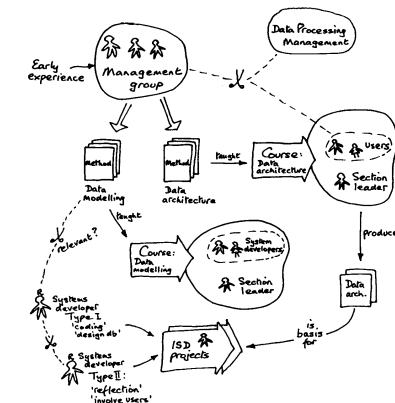 Data Processing
Management
Early
experience
Management
group
Method
Method
taught
Course:
Data
architecture
users
Section
leader
Data
modelling
Data
architecture
taught
relevant?
Course:
Data
modelling
System
developers
Section
leader
produce
Data
arch.
Systems
developer
Type I:
'coding'
'design db'
is
basis
for
ISD
projects
Systems
developer
Type II:
'reflection'
'involve users'